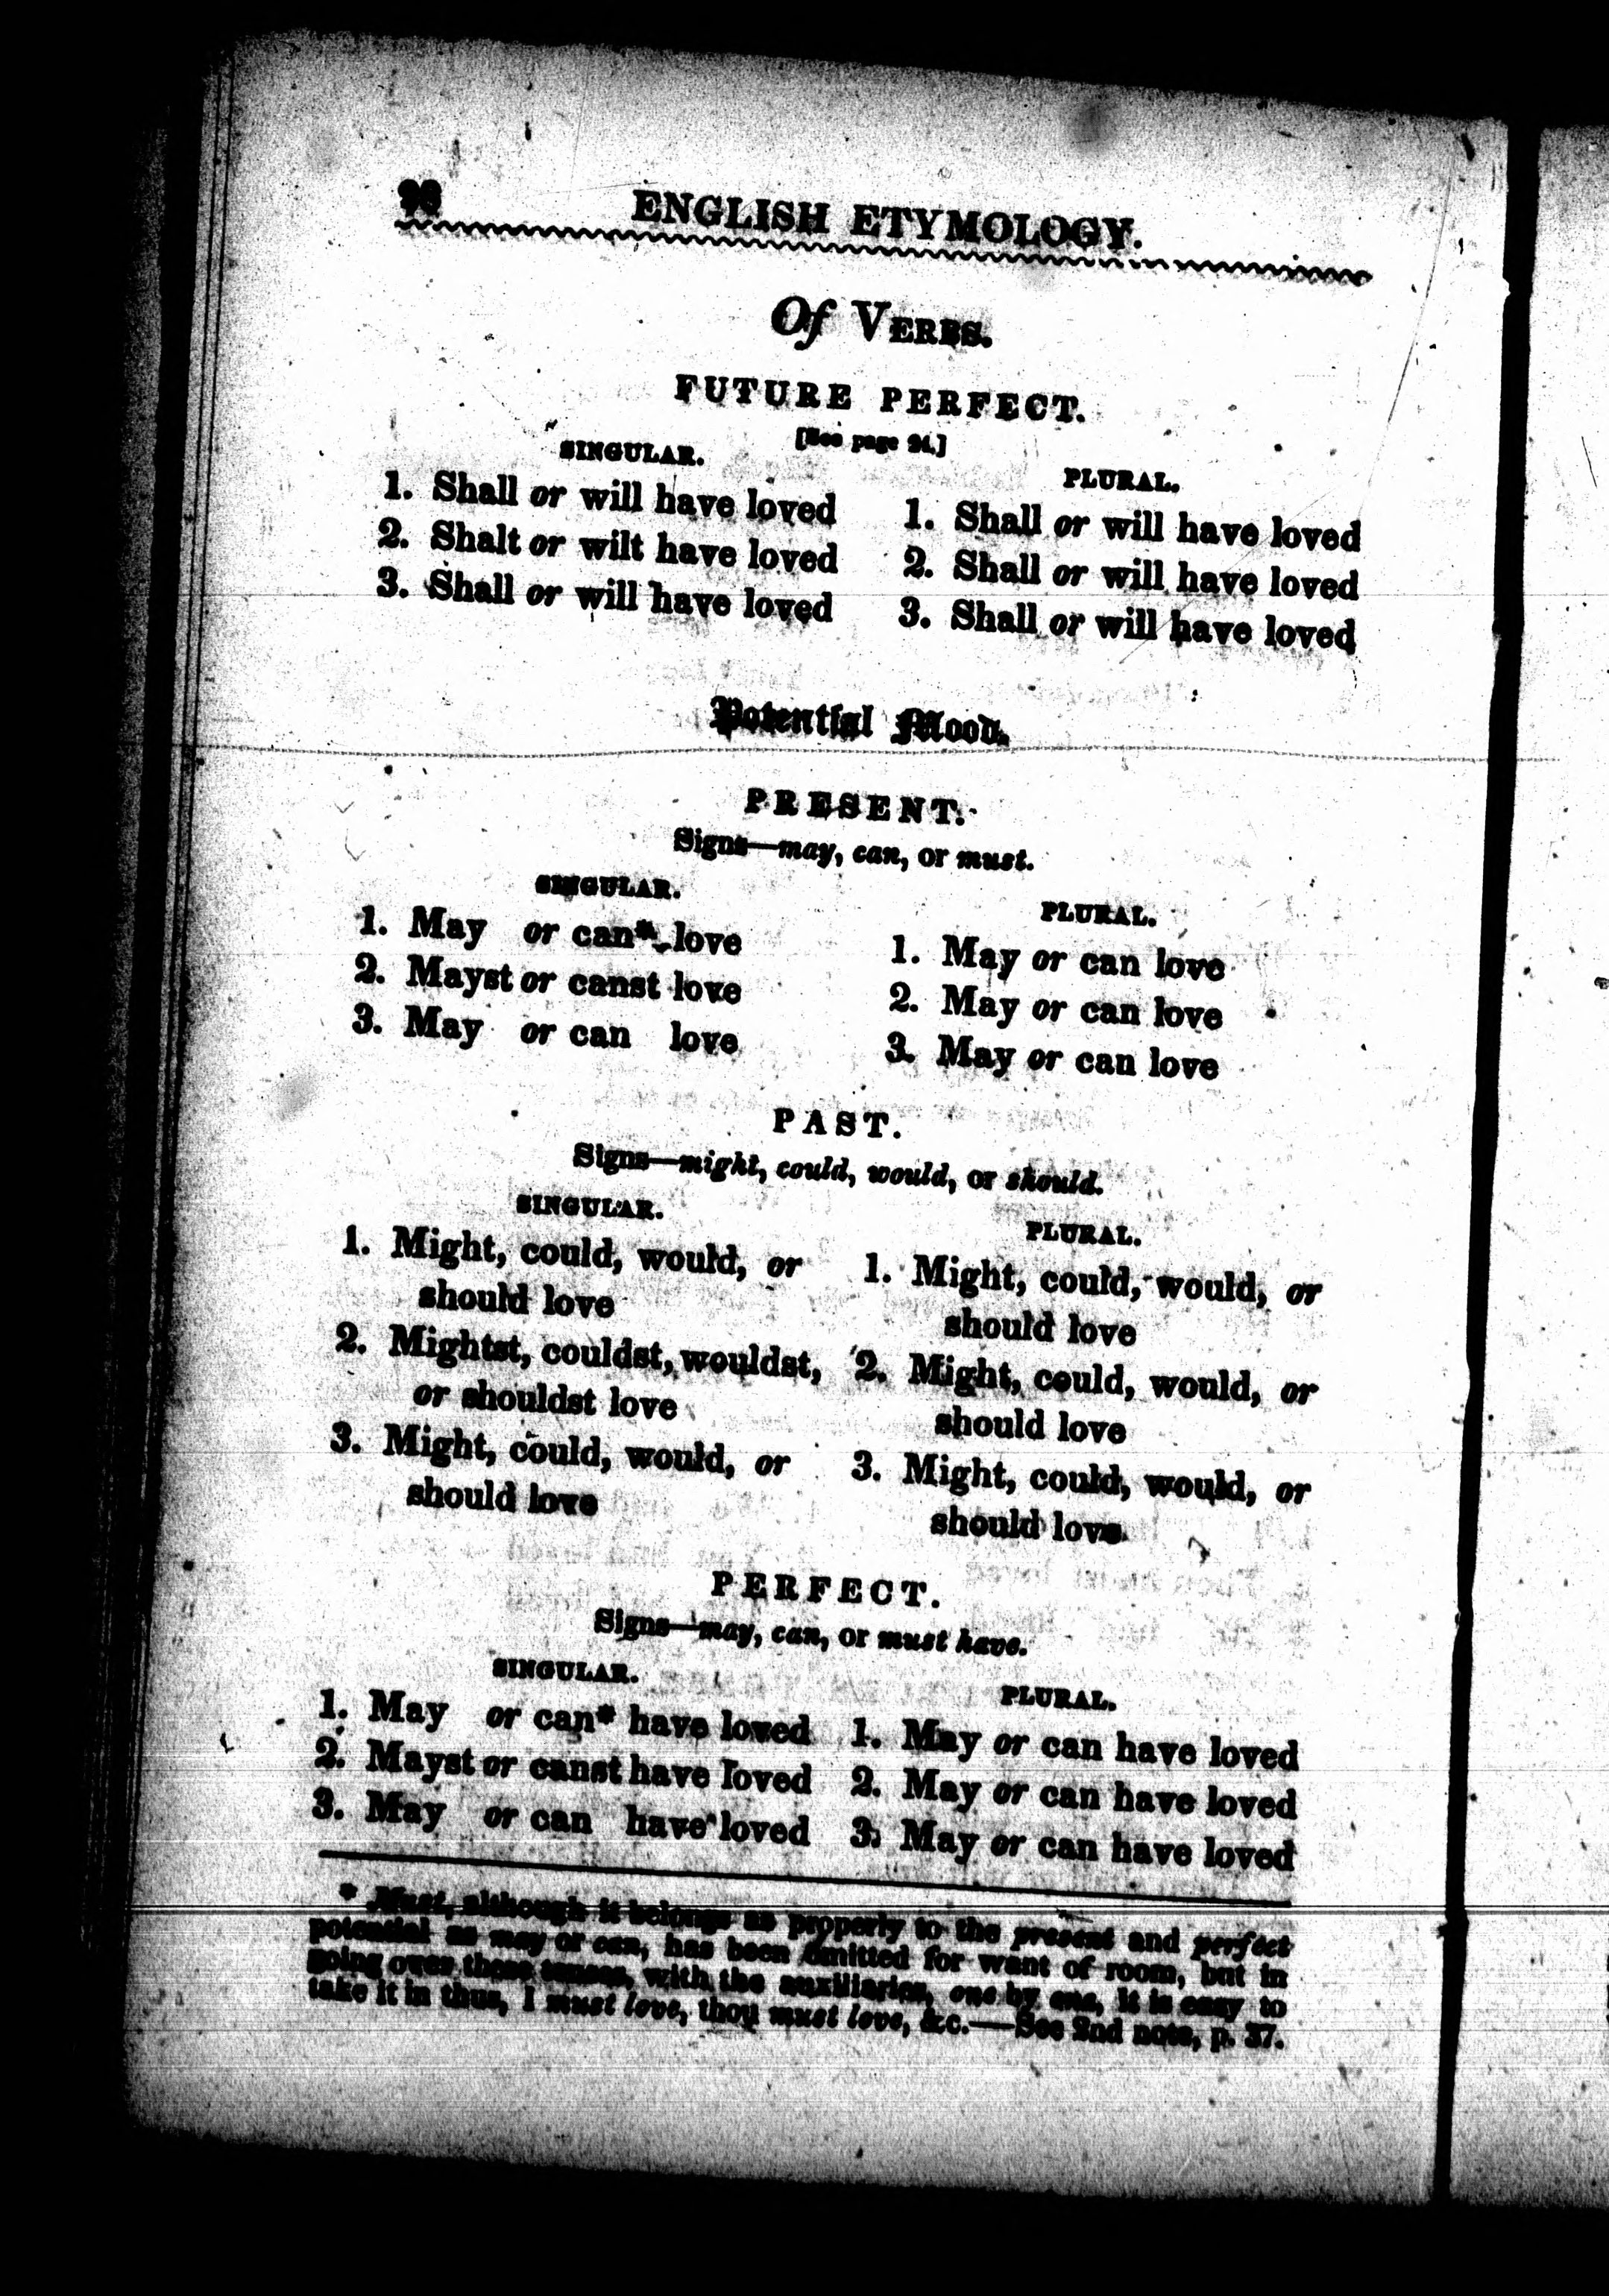 ENGLISH ETYMOLOGY.
Of VERBS.
FUTURE PERFECT.
[See page 24.]
SINGULAR.
1. Shall or will have loved
2. Shalt or wilt have loved
3. Shall or will have loved
PLURAL.
1. Shall or will have loved
2. Shall or will have loved
3. Shall or will have loved
Potential Mood.
PRESENT.
Signs—may, can, or must.
SINGULAR.
1. May or can* love
2. Mayst or canst love
3. May or can love
PLURAL.
1. May or can love
2. May or can love
3. May or can love
PAST.
Signs—might, could, would, or should.
SINGULAR.
1. Might, could, would, or
should love
2. Mightst, couldst, wouldst,
or shouldst love
3. Might, could, would, or
should love
PLURAL.
1. Might, could, would, or
should love
2. Might, could, would, or
should love
3. Might, could, would, or
should love
PERFECT.
Signs—may, can, or must have.
SINGULAR.
1. May or can* have loved
2. Mayst or canst have loved
3. May or can have loved
PLURAL.
1. May or can have loved
2. May or can have loved
3. May or can have loved
* Must, although it belongs as properly to the present and perfect
potential as may or can, has been omitted for want of room, but in
going over these tenses, with the auxiliaries, one by one, it is easy to
take it in thus, I must love, thou must love, &c.—See 2nd note, p. 37.